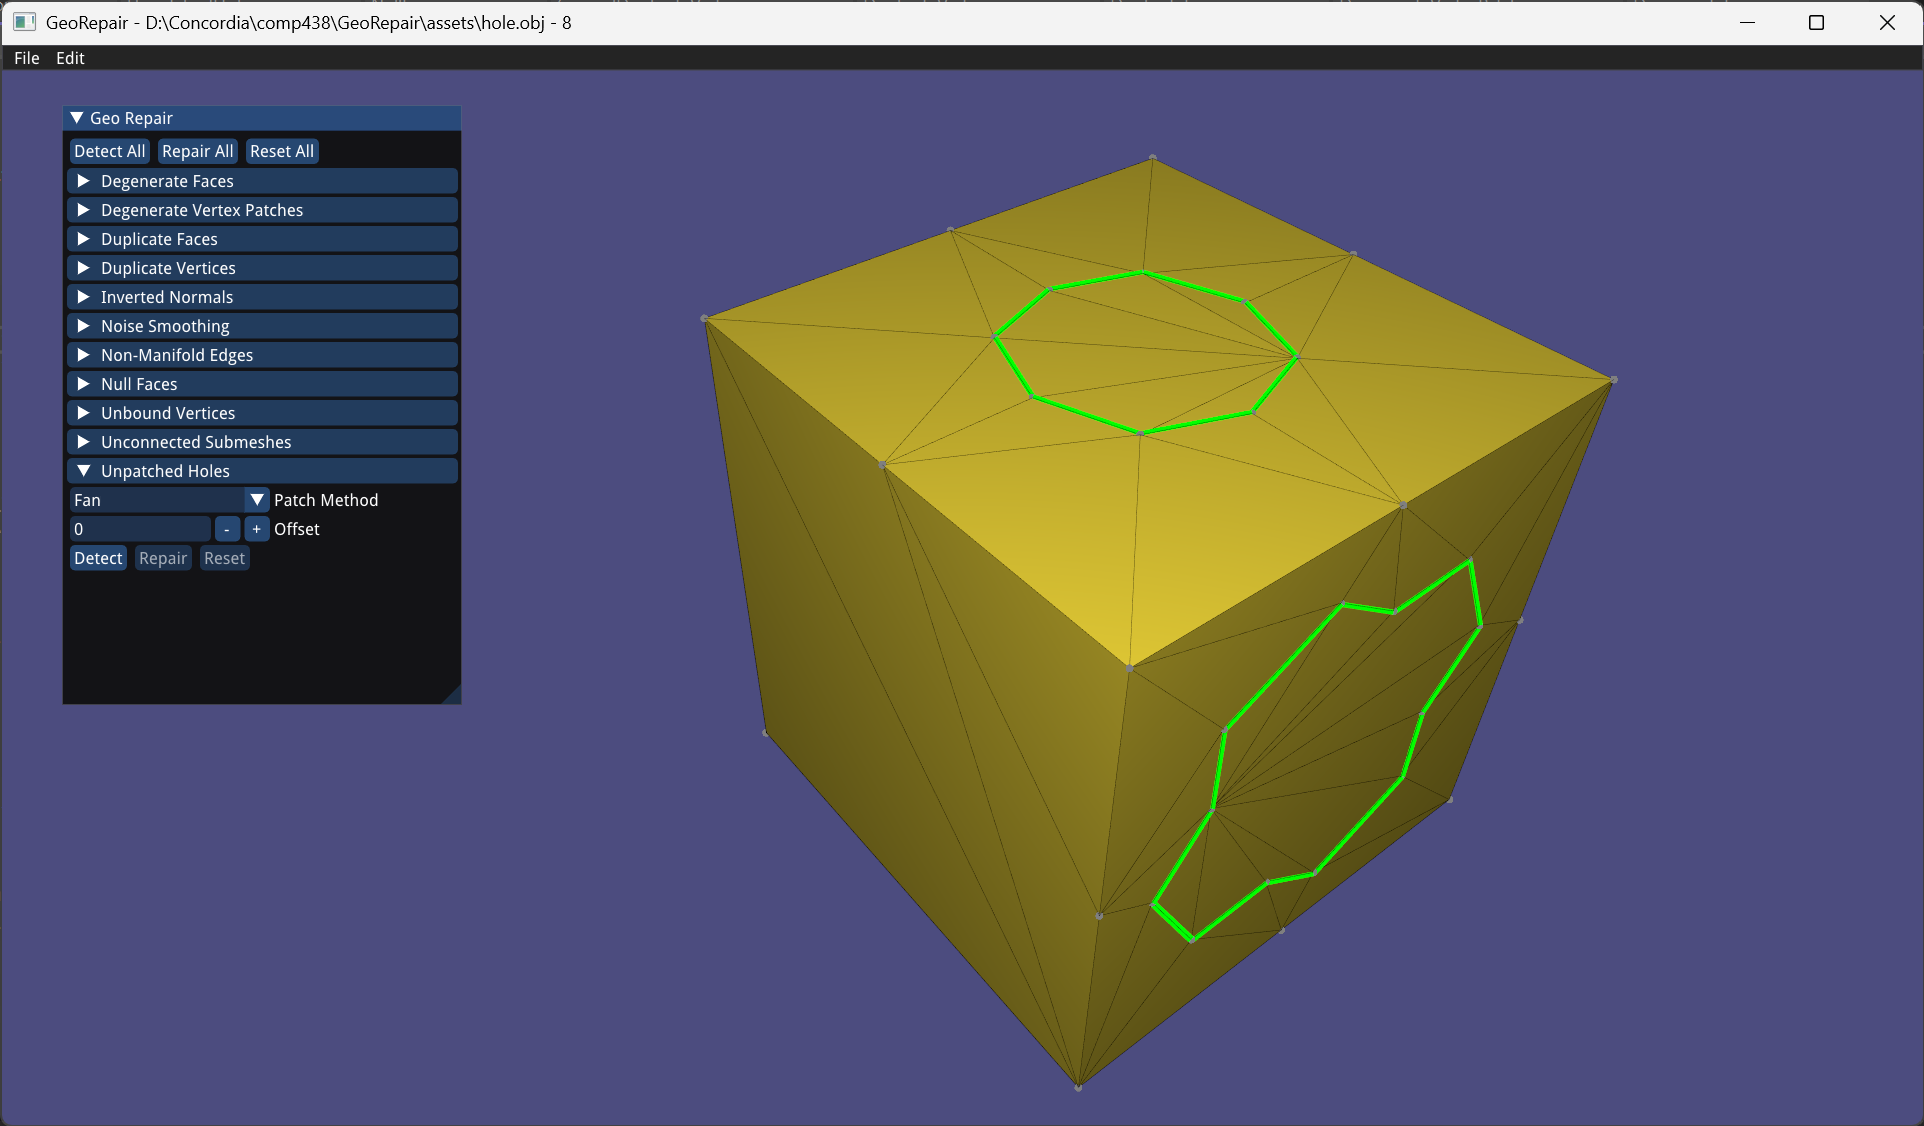 GeoRepair - D:\Concordia\comp438\GeoRepair\assets\hole.obj - 8
File Edit
Geo Repair
Detect All Repair All Reset All
Degenerate Faces
Degenerate Vertex Patches
Duplicate Faces
Duplicate Vertices
Inverted Normals
Noise Smoothing
Non-Manifold Edges
Null Faces
Unbound Vertices
Unconnected Submeshes
Unpatched Holes
Fan Patch Method
0 - + Offset
Detect Repair Reset